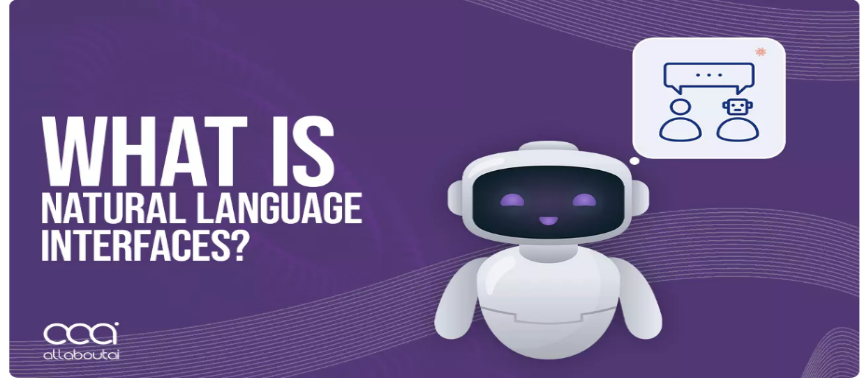 WHAT IS
NATURAL LANGUAGE
INTERFACES?
allaboutai